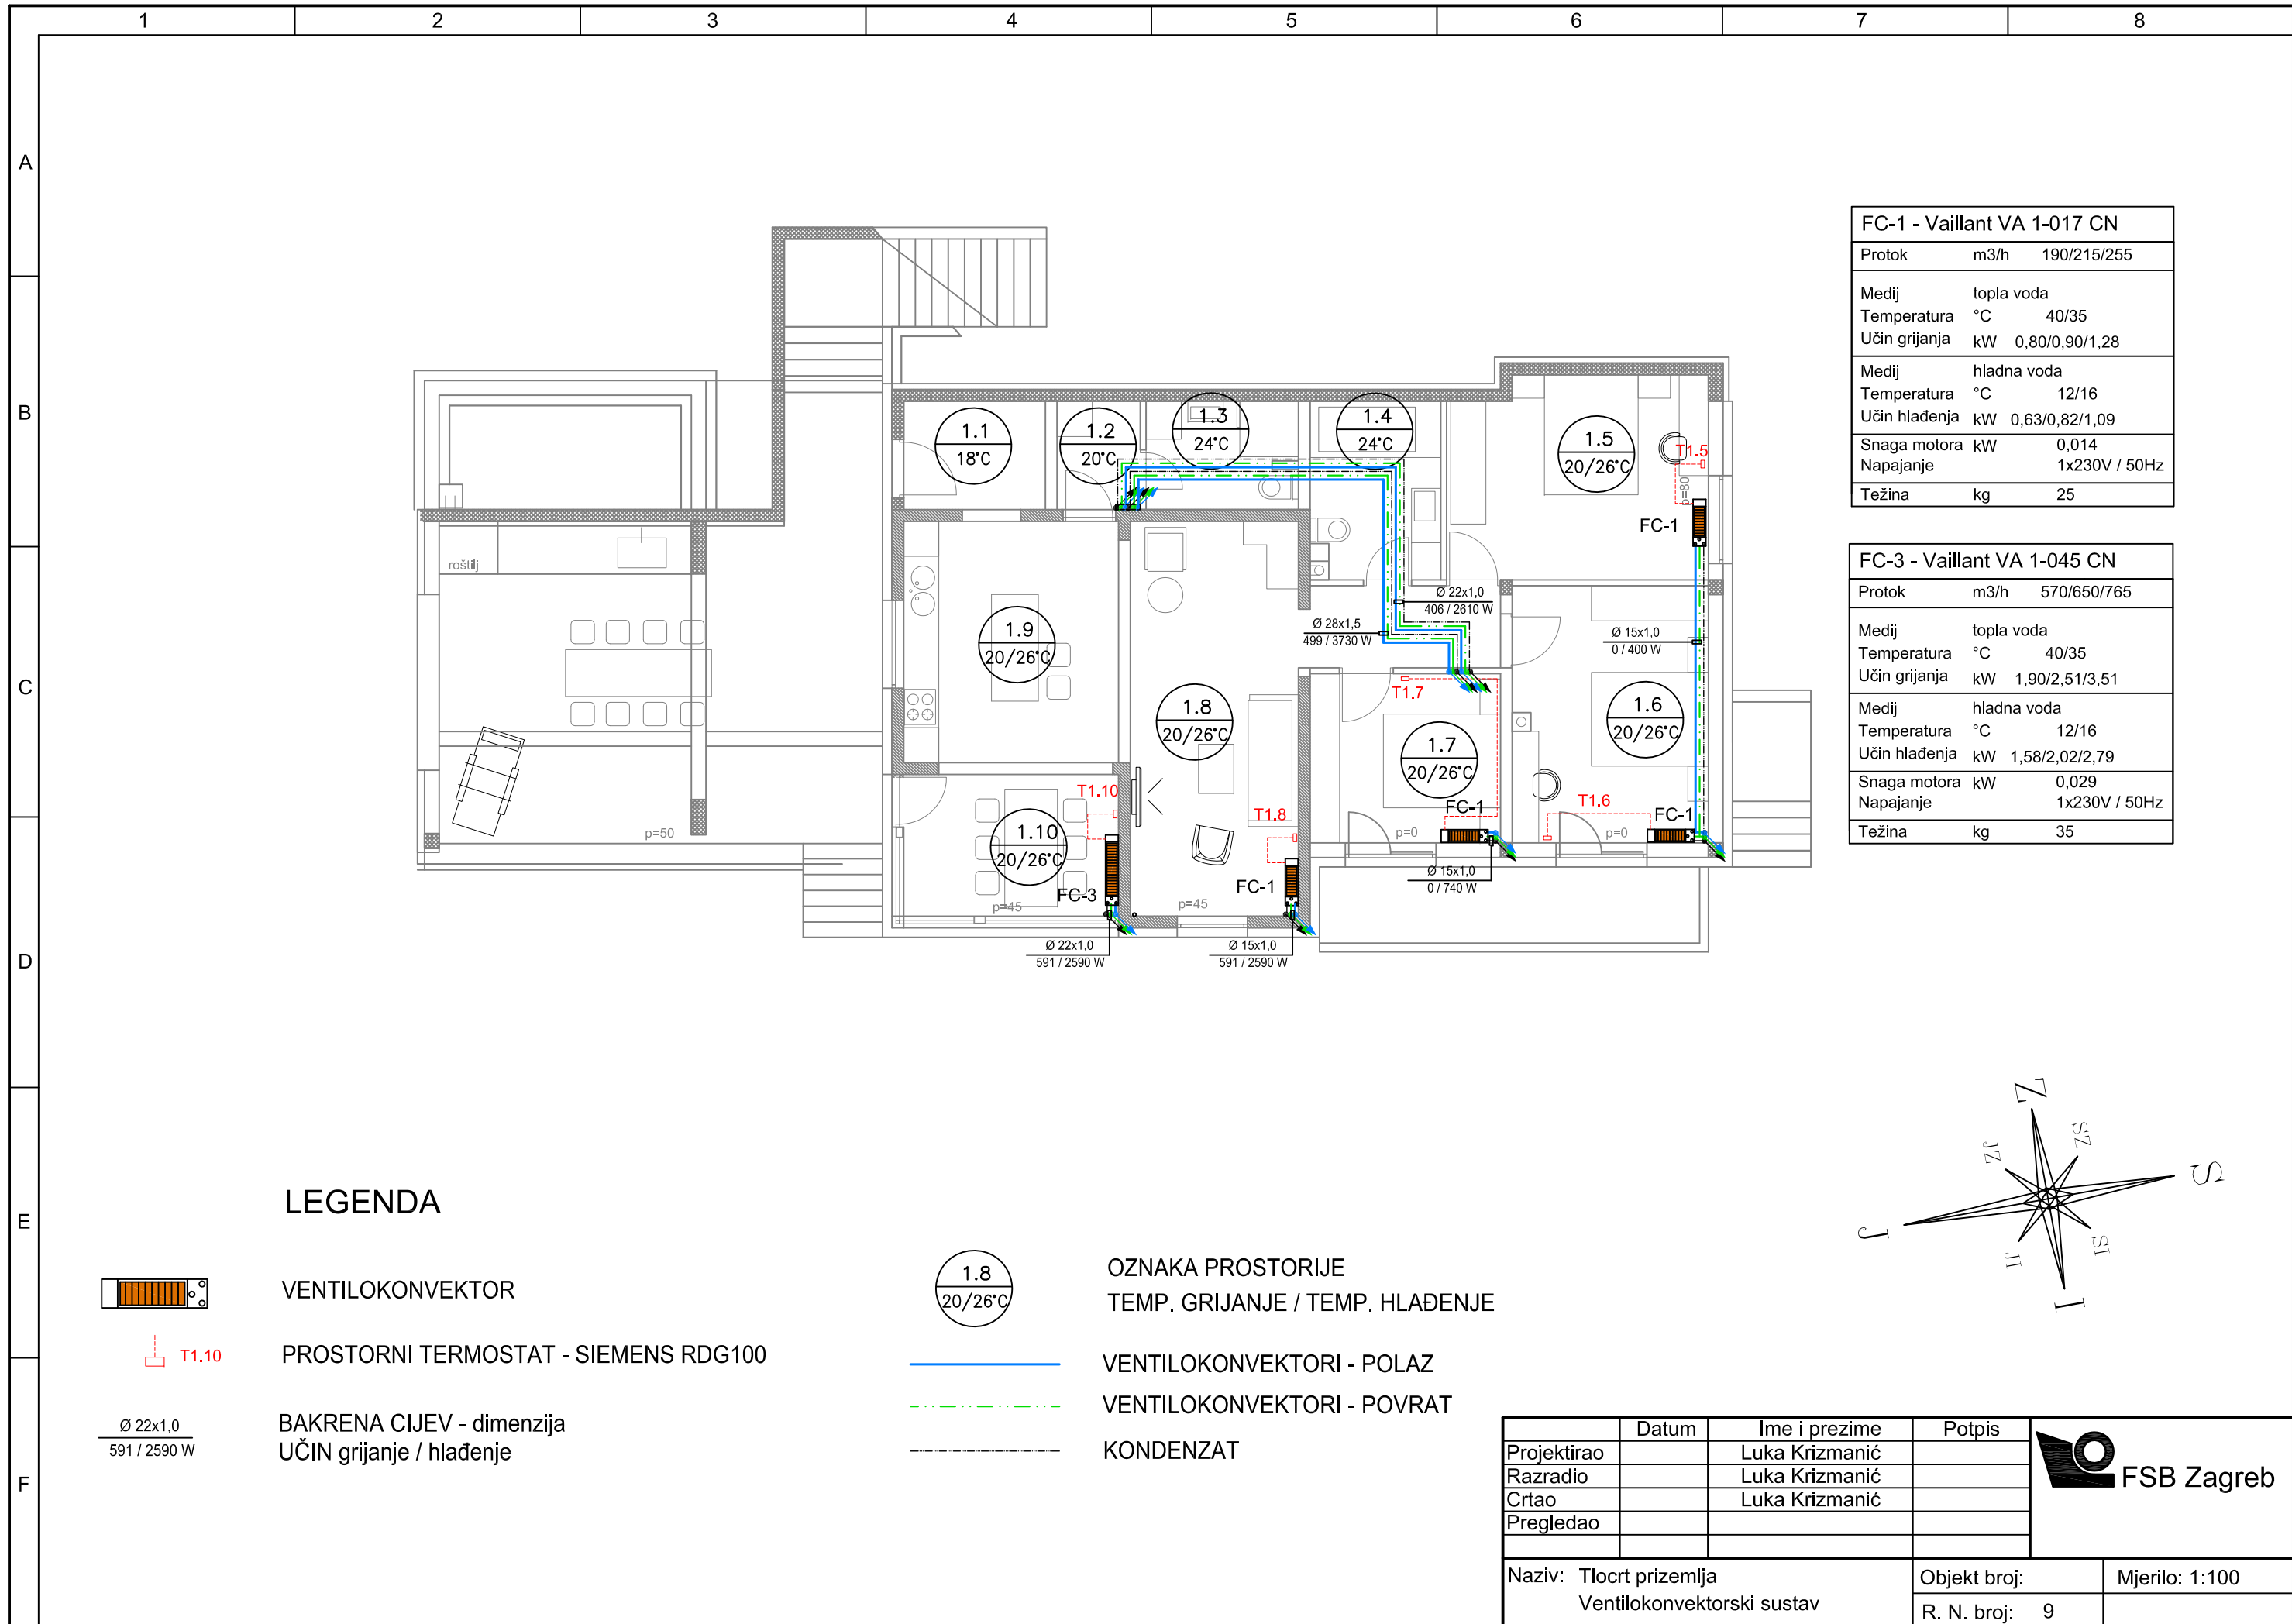 1 2 3 4 5 6 7 8
A
B
C
D
E
F
FC-1 - Vaillant VA 1-017 CN
Protok m3/h 190/215/255
Medij topla voda
Temperatura °C 40/35
Učin grijanja kW 0,80/0,90/1,28
Medij hladna voda
Temperatura °C 12/16
Učin hlađenja kW 0,63/0,82/1,09
Snaga motora kW 0,014
Napajanje 1x230V / 50Hz
Težina kg 25
FC-3 - Vaillant VA 1-045 CN
Protok m3/h 570/650/765
Medij topla voda
Temperatura °C 40/35
Učin grijanja kW 1,90/2,51/3,51
Medij hladna voda
Temperatura °C 12/16
Učin hlađenja kW 1,58/2,02/2,79
Snaga motora kW 0,029
Napajanje 1x230V / 50Hz
Težina kg 35
1.1
18°C
1.2
20°C
1.3
24°C
1.4
24°C
1.5
20/26°C
T1.5
p=80
FC-1
roštilj
Ø 22x1,0
406 / 2610 W
Ø 28x1,5
499 / 3730 W
Ø 15x1,0
0 / 400 W
1.9
20/26°C
1.8
20/26°C
T1.7
1.7
20/26°C
1.6
20/26°C
T1.10
T1.8
FC-1
T1.6
FC-1
p=50
p=0
p=0
1.10
20/26°C
FC-3
p=45
FC-1
p=45
Ø 15x1,0
0 / 740 W
Ø 22x1,0
591 / 2590 W
Ø 15x1,0
591 / 2590 W
Z
SZ
S
SI
I
JI
J
JZ
LEGENDA
VENTILOKONVEKTOR
T1.10
PROSTORNI TERMOSTAT - SIEMENS RDG100
Ø 22x1,0
591 / 2590 W
BAKRENA CIJEV - dimenzija
UČIN grijanje / hlađenje
1.8
20/26°C
OZNAKA PROSTORIJE
TEMP. GRIJANJE / TEMP. HLAĐENJE
VENTILOKONVEKTORI - POLAZ
VENTILOKONVEKTORI - POVRAT
KONDENZAT
Datum Ime i prezime Potpis
Projektirao Luka Krizmanić
Razradio Luka Krizmanić
Crtao Luka Krizmanić
Pregledao
FSB Zagreb
Naziv: Tlocrt prizemlja
Ventilokonvektorski sustav
Objekt broj:
Mjerilo: 1:100
R. N. broj: 9